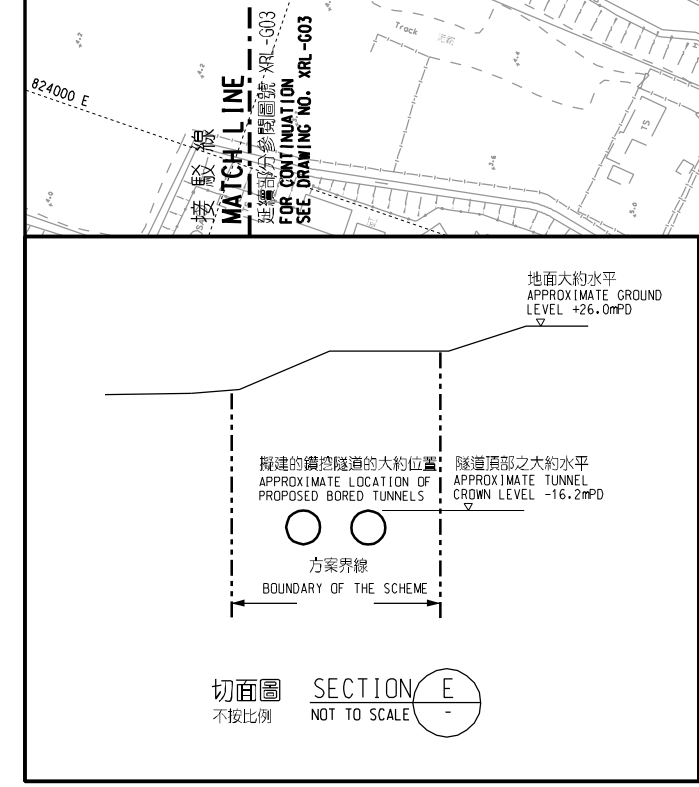 Track
824000 E
接駁線
MATCH LINE
延續部分參閱圖號 XRL-G03
FOR CONTINUATION
SEE DRAWING NO. XRL-G03
TS
地面大約水平
APPROXIMATE GROUND
LEVEL +26.0mPD
擬建的鑽挖隧道的大約位置
APPROXIMATE LOCATION OF
PROPOSED BORED TUNNELS
隧道頂部之大約水平
APPROXIMATE TUNNEL
CROWN LEVEL -16.2mPD
方案界線
BOUNDARY OF THE SCHEME
切面圖 SECTION E
不按比例 NOT TO SCALE -